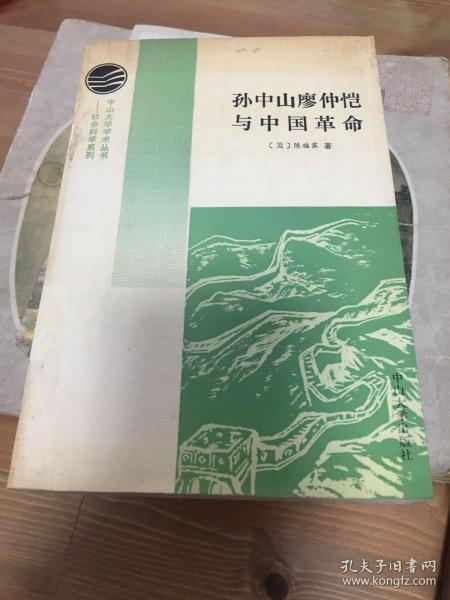 孙中山廖仲恺
与中国革命
〔美〕陈福霖 著
中山大学学术丛书
——社会科学系列
中山大学出版社
孔夫子旧书网
www.kongfz.com